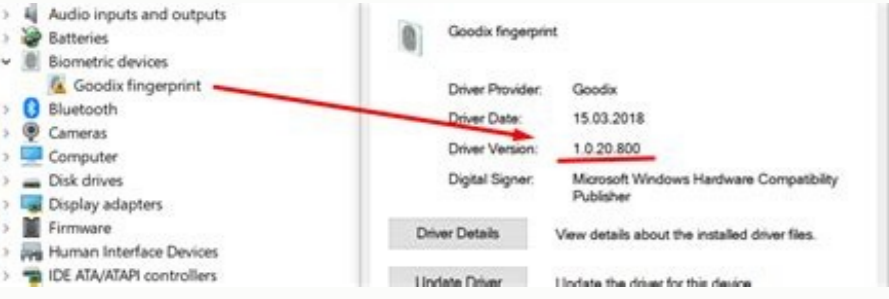 Audio inputs and outputs
Batteries
Biometric devices
Goodix fingerprint
Bluetooth
Cameras
Computer
Disk drives
Display adapters
Firmware
Human Interface Devices
IDE ATA/ATAPI controllers
Goodix fingerprint
Driver Provider: Goodix
Driver Date: 15.03.2018
Driver Version: 1.0.20.800
Digital Signer: Microsoft Windows Hardware Compatibility
Publisher
Driver Details View details about the installed driver files.
Update Driver Update the driver for this device.